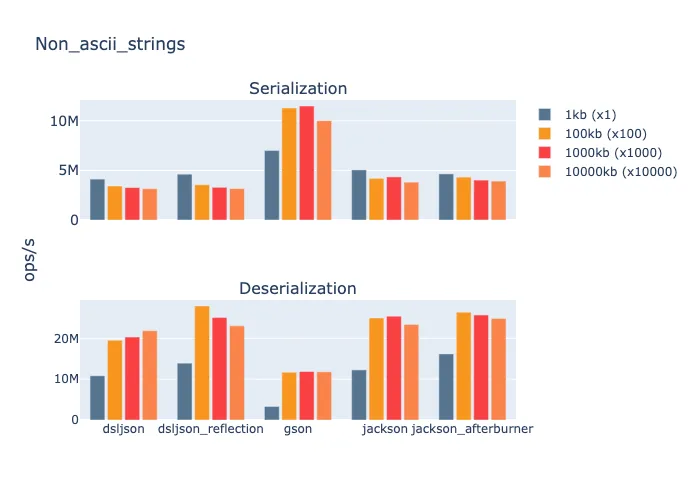 Non_ascii_strings
Serialization
10M
5M
0
1kb (x1)
100kb (x100)
1000kb (x1000)
10000kb (x10000)
ops/s
Deserialization
20M
10M
0
dsljson dsljson_reflection gson jackson jackson_afterburner